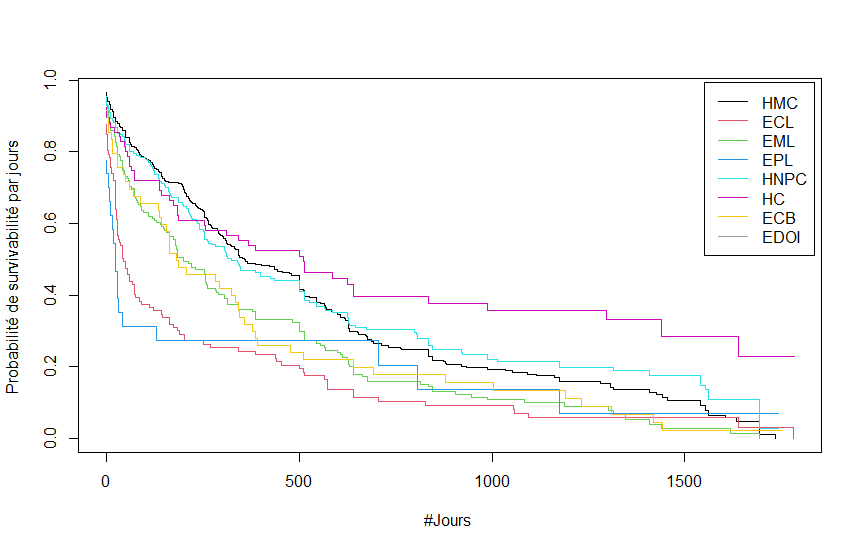 Probabilité de survivabilité par jours
1.0
0.8
0.6
0.4
0.2
0.0
HMC
ECL
EML
EPL
HNPC
HC
ECB
EDOI
0
500
1000
1500
#Jours